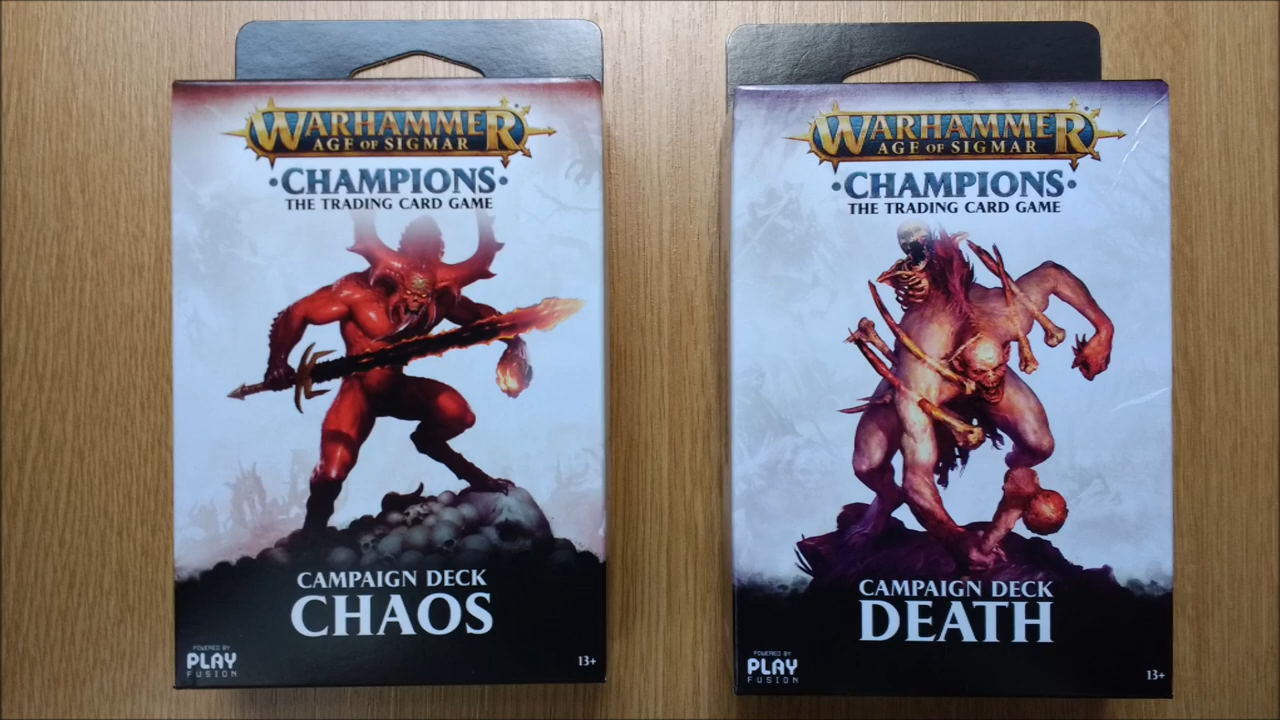 WARHAMMER
AGE OF SIGMAR
•CHAMPIONS•
THE TRADING CARD GAME
CAMPAIGN DECK
CHAOS
POWERED BY
PLAY
FUSION
13+
WARHAMMER
AGE OF SIGMAR
•CHAMPIONS•
THE TRADING CARD GAME
CAMPAIGN DECK
DEATH
POWERED BY
PLAY
FUSION
13+